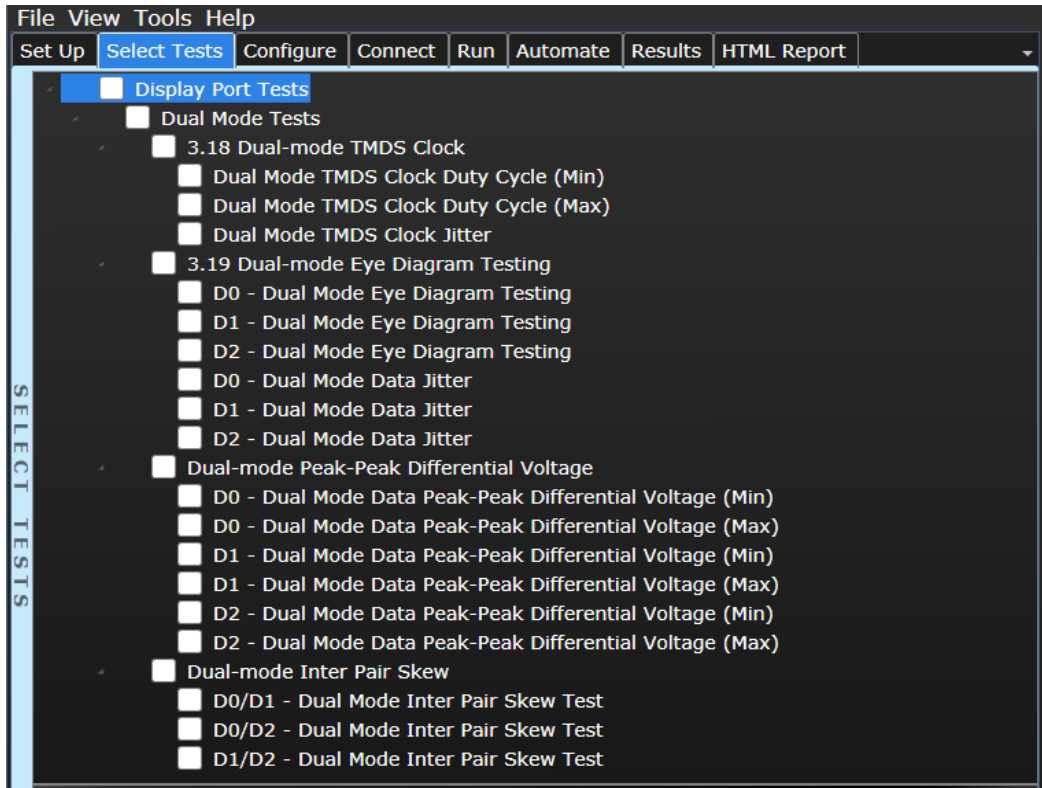 File View Tools Help
Set Up Select Tests Configure Connect Run Automate Results HTML Report
SELECT TESTS
Display Port Tests
Dual Mode Tests
3.18 Dual-mode TMDS Clock
Dual Mode TMDS Clock Duty Cycle (Min)
Dual Mode TMDS Clock Duty Cycle (Max)
Dual Mode TMDS Clock Jitter
3.19 Dual-mode Eye Diagram Testing
D0 - Dual Mode Eye Diagram Testing
D1 - Dual Mode Eye Diagram Testing
D2 - Dual Mode Eye Diagram Testing
D0 - Dual Mode Data Jitter
D1 - Dual Mode Data Jitter
D2 - Dual Mode Data Jitter
Dual-mode Peak-Peak Differential Voltage
D0 - Dual Mode Data Peak-Peak Differential Voltage (Min)
D0 - Dual Mode Data Peak-Peak Differential Voltage (Max)
D1 - Dual Mode Data Peak-Peak Differential Voltage (Min)
D1 - Dual Mode Data Peak-Peak Differential Voltage (Max)
D2 - Dual Mode Data Peak-Peak Differential Voltage (Min)
D2 - Dual Mode Data Peak-Peak Differential Voltage (Max)
Dual-mode Inter Pair Skew
D0/D1 - Dual Mode Inter Pair Skew Test
D0/D2 - Dual Mode Inter Pair Skew Test
D1/D2 - Dual Mode Inter Pair Skew Test